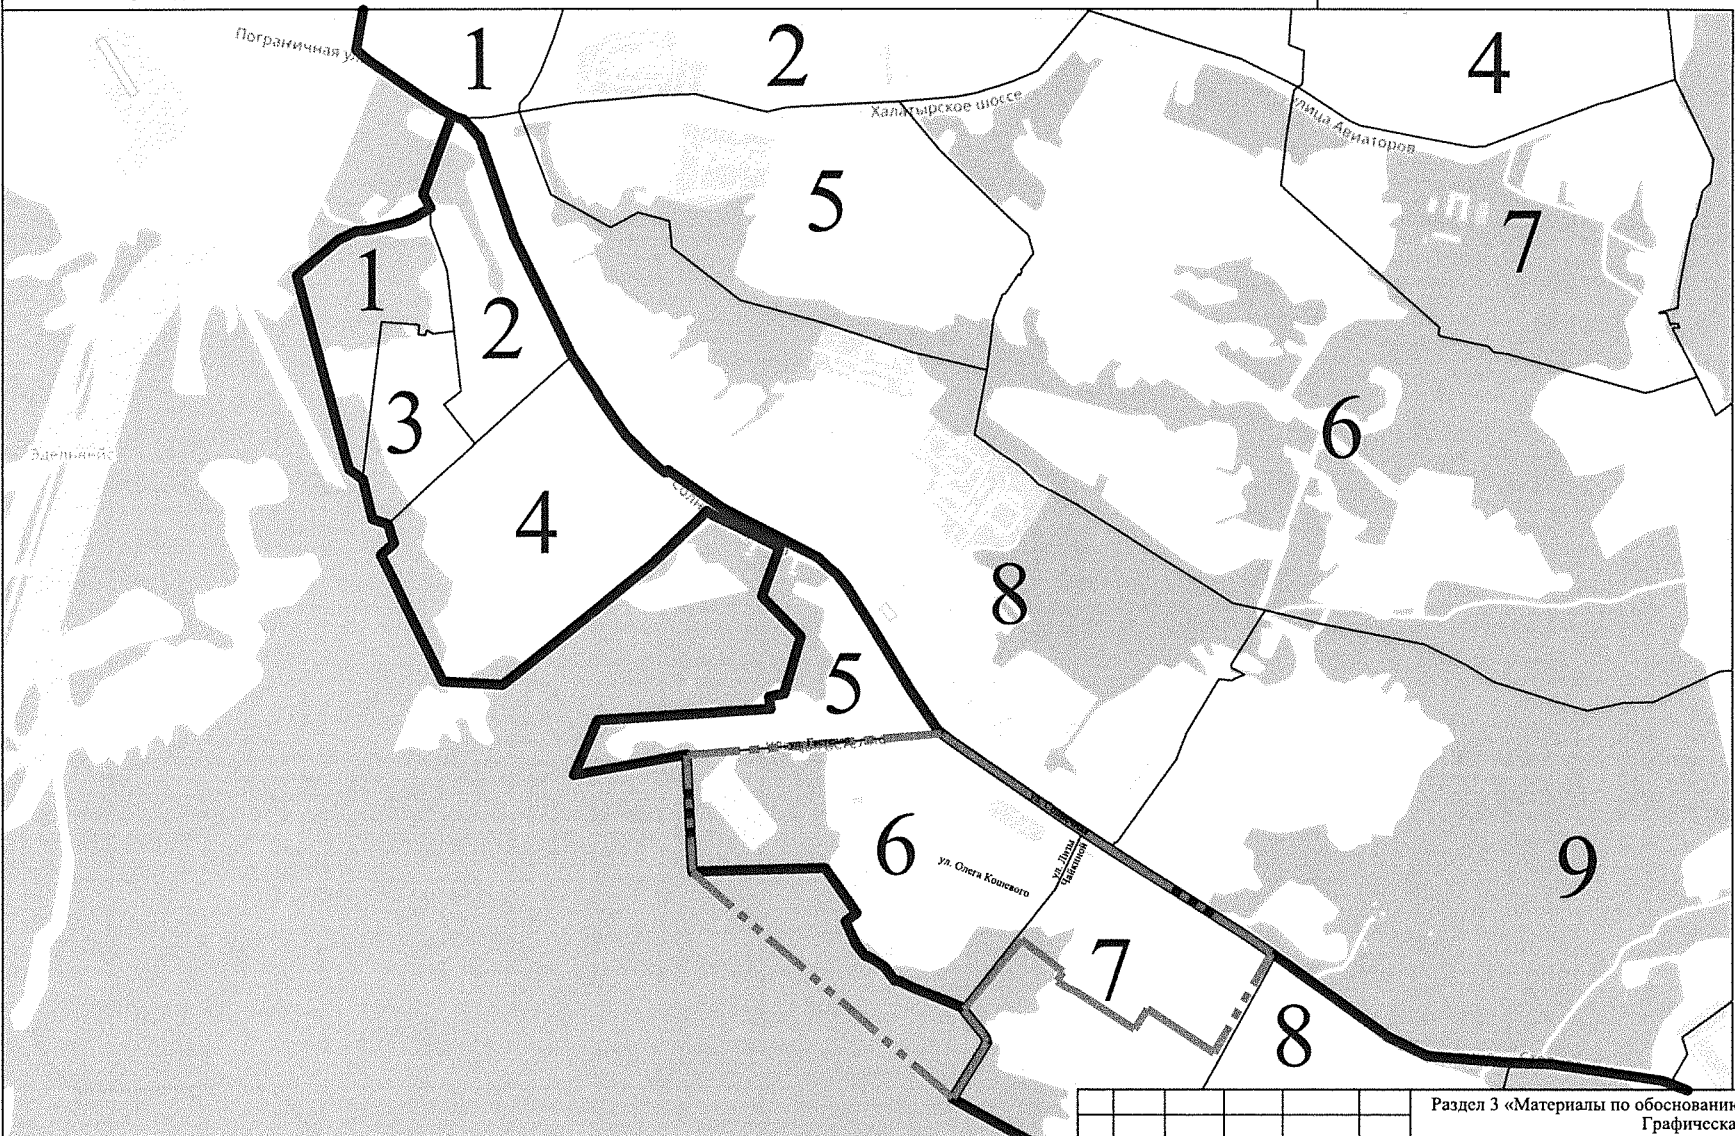 1
2
4
Пограничная ул
Халатырское шоссе
улица Авиаторов
5
7
1
2
3
6
Эдельвейс
4
8
5
6
ул. Олега Кошевого
ул. Лизы
Чайкиной
9
7
8
Раздел 3 «Материалы по обосновани
Графическа